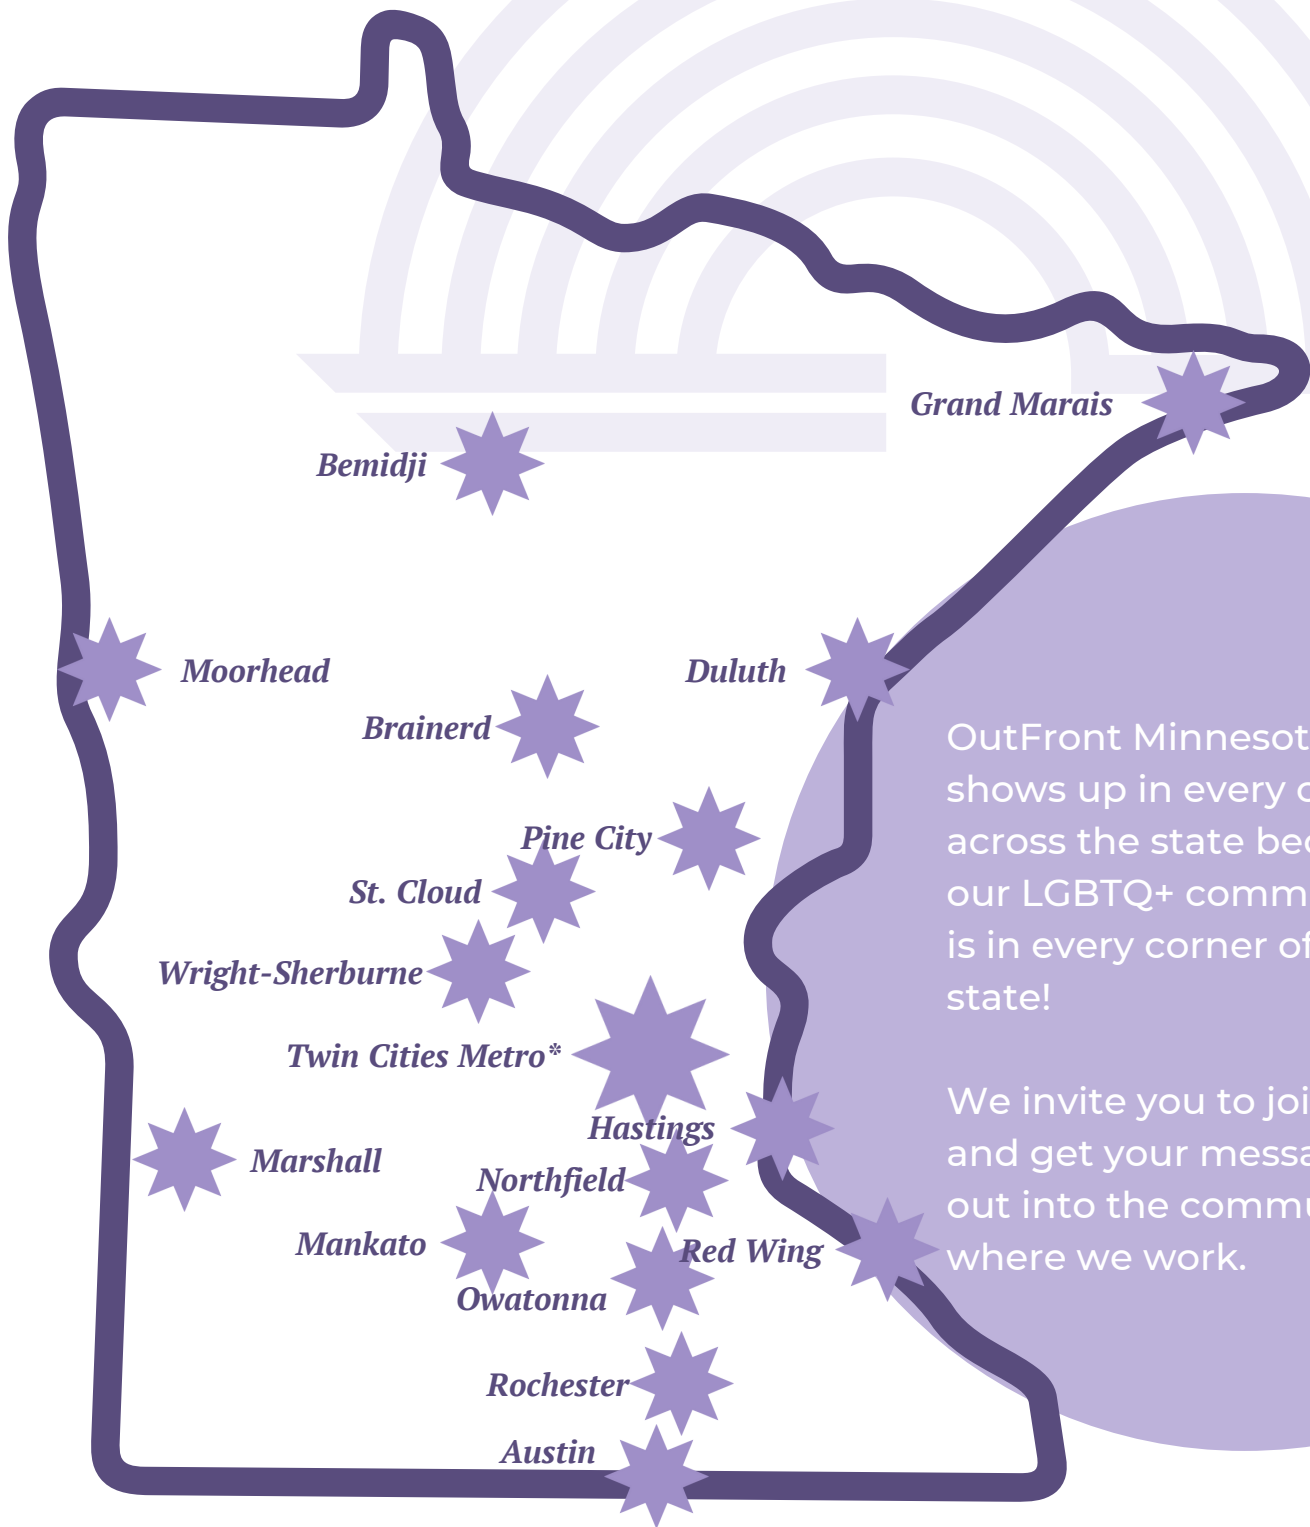 Grand Marais
Bemidji
Moorhead
Duluth
Brainerd
Pine City
St. Cloud
Wright-Sherburne
Twin Cities Metro*
Hastings
Marshall
Northfield
Mankato
Red Wing
Owatonna
Rochester
Austin
OutFront Minnesot
shows up in every
across the state
our LGBTQ+ comm
is in every corner of
state!
We invite you to joi
and get your messa
out into the commu
where we work.